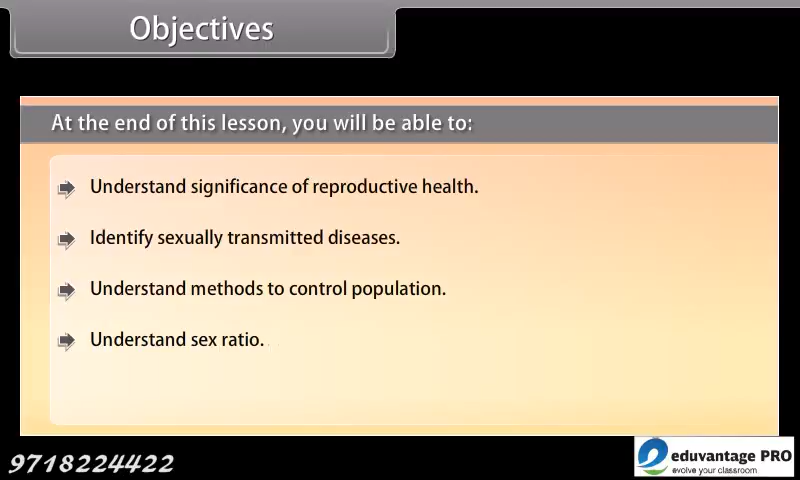 Objectives
At the end of this lesson, you will be able to:
Understand significance of reproductive health.
Identify sexually transmitted diseases.
Understand methods to control population.
Understand sex ratio.
9718224422
eduvantage PRO
evolve your classroom